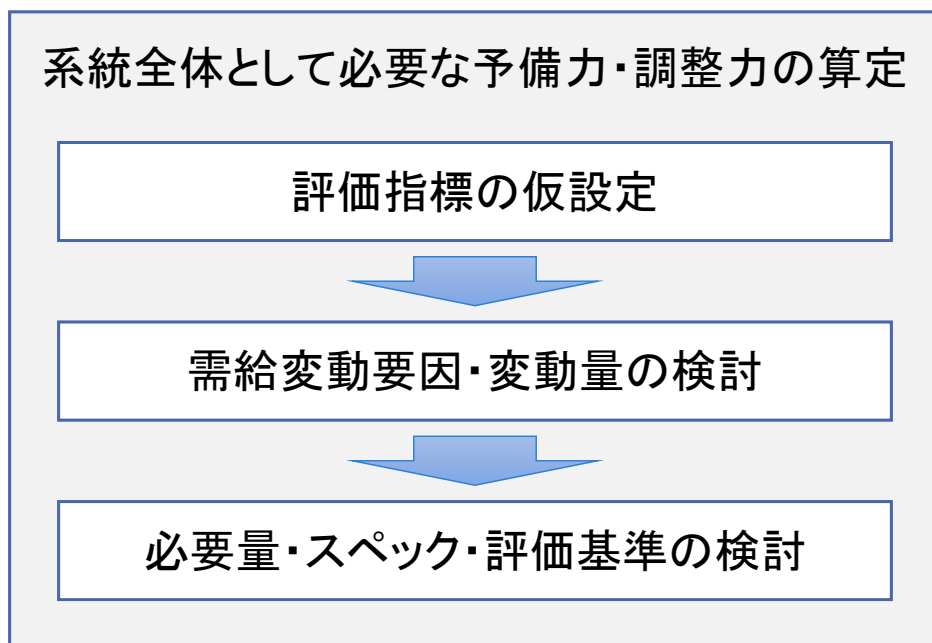 系統全体として必要な予備力・調整力の算定
評価指標の仮設定
需給変動要因・変動量の検討
必要量・スペック・評価基準の検討